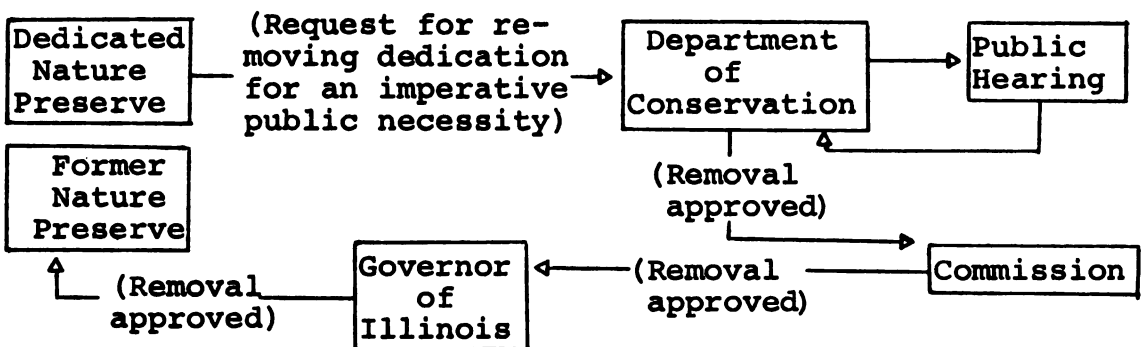 Dedicated
Nature
Preserve
(Request for re-
moving dedication
for an imperative
public necessity)
Department
of
Conservation
Public
Hearing
(Removal
approved)
Commission
(Removal
approved)
Governor
of
Illinois
(Removal
approved)
Former
Nature
Preserve